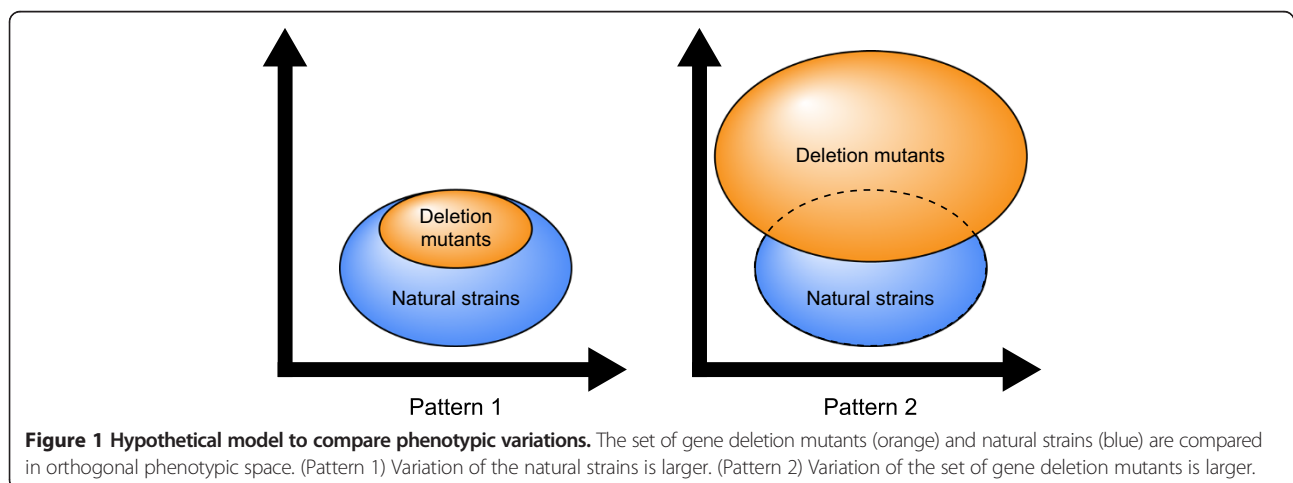 Deletion
mutants
Natural strains
Pattern 1
Deletion mutants
Natural strains
Pattern 2
Figure 1 Hypothetical model to compare phenotypic variations. The set of gene deletion mutants (orange) and natural strains (blue) are compared
in orthogonal phenotypic space. (Pattern 1) Variation of the natural strains is larger. (Pattern 2) Variation of the set of gene deletion mutants is larger.